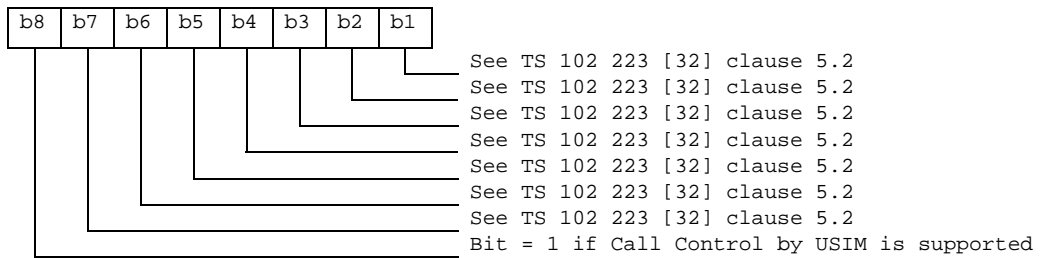 b8 b7 b6 b5 b4 b3 b2 b1
See TS 102 223 [32] clause 5.2
See TS 102 223 [32] clause 5.2
See TS 102 223 [32] clause 5.2
See TS 102 223 [32] clause 5.2
See TS 102 223 [32] clause 5.2
See TS 102 223 [32] clause 5.2
See TS 102 223 [32] clause 5.2
Bit = 1 if Call Control by USIM is supported